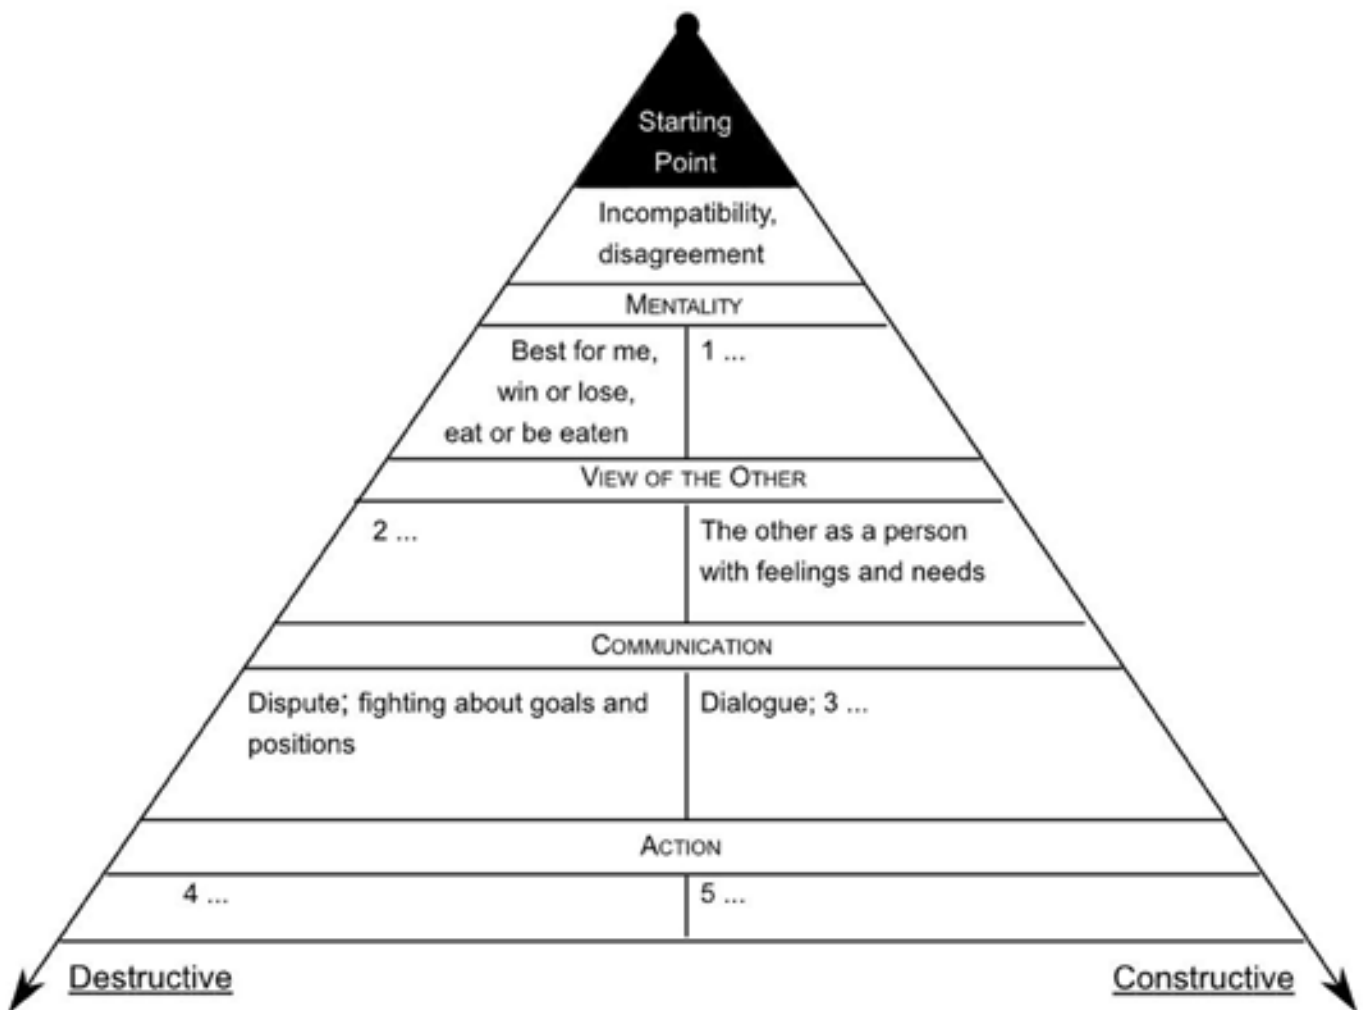 Starting
Point
Incompatibility,
disagreement
MENTALITY
Best for me,
win or lose,
eat or be eaten
1 ...
VIEW OF THE OTHER
2 ...
The other as a person
with feelings and needs
COMMUNICATION
Dispute; fighting about goals and
positions
Dialogue; 3 ...
ACTION
4 ...
5 ...
Destructive
Constructive